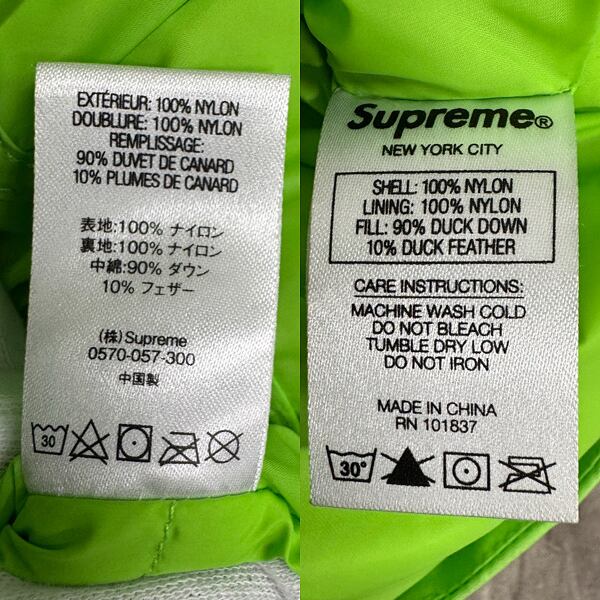 EXTÉRIEUR: 100% NYLON
DOUBLURE: 100% NYLON
REMPLISSAGE:
90% DUVET DE CANARD
10% PLUMES DE CANARD
表地:100% ナイロン
裏地:100% ナイロン
中綿:90% ダウン
10% フェザー
(株)Supreme
0570-057-300
中国製
30
Supreme®
NEW YORK CITY
SHELL: 100% NYLON
LINING: 100% NYLON
FILL: 90% DUCK DOWN
10% DUCK FEATHER
CARE INSTRUCTIONS:
MACHINE WASH COLD
DO NOT BLEACH
TUMBLE DRY LOW
DO NOT IRON
MADE IN CHINA
RN 101837
30°